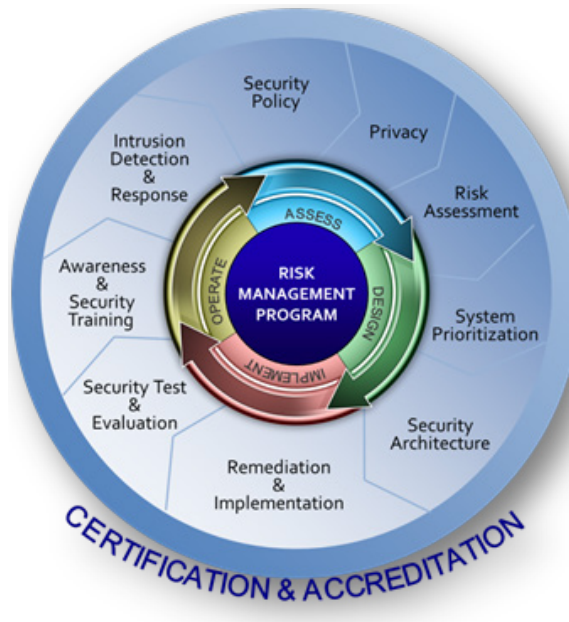 Security
Policy
Privacy
Risk
Assessment
System
Prioritization
Security
Architecture
Remediation
&
Implementation
Security Test
&
Evaluation
Awareness
&
Security
Training
Intrusion
Detection
&
Response
ASSESS
DESIGN
IMPLEMENT
OPERATE
RISK
MANAGEMENT
PROGRAM
CERTIFICATION & ACCREDITATION